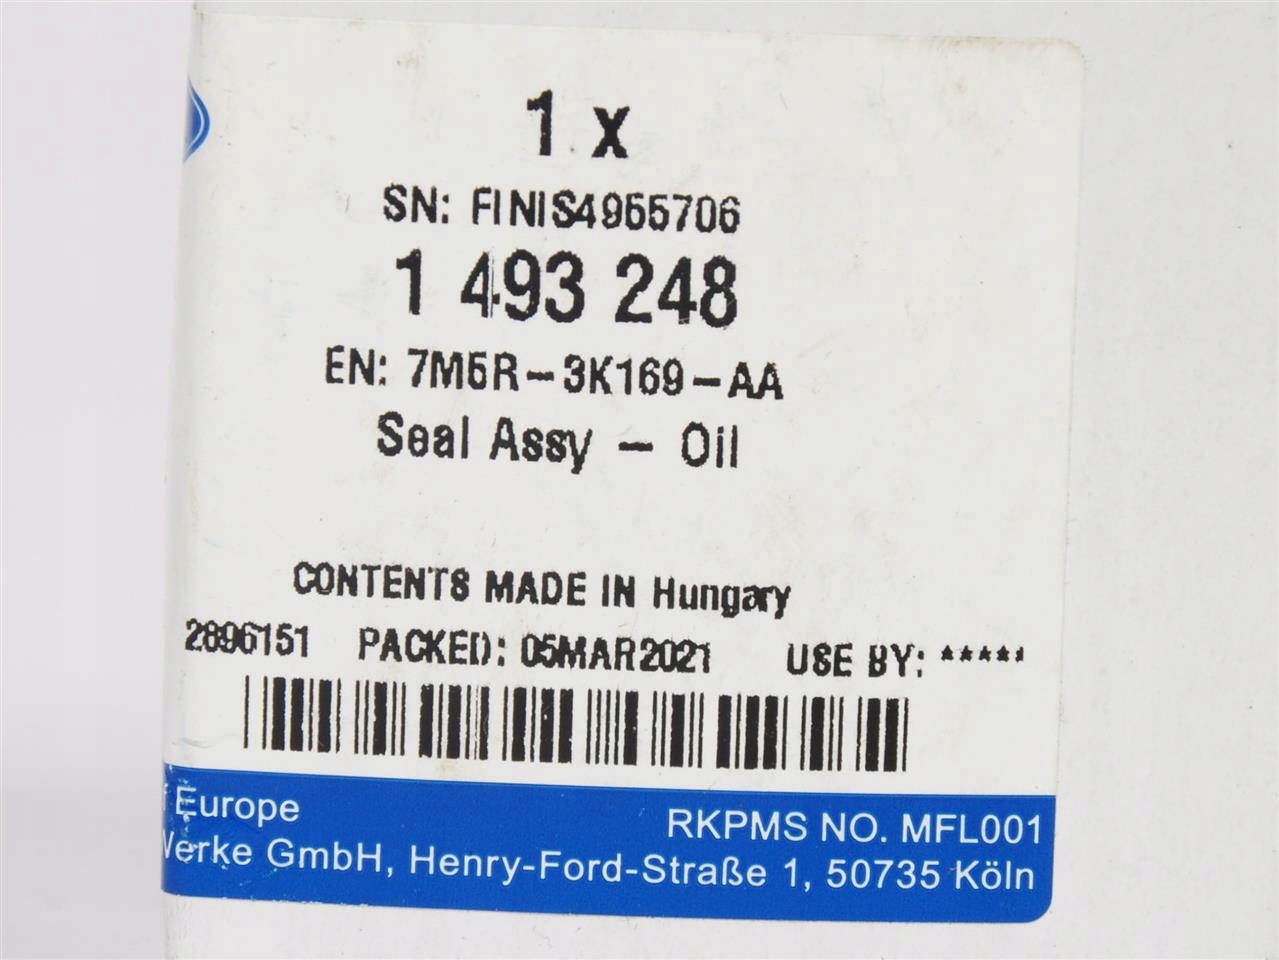 1 x
SN: FINIS4955706
1 493 248
EN: 7M5R-3K169-AA
Seal Assy - Oil
CONTENTS MADE IN Hungary
2896151 PACKED: 05MAR2021 USE BY: *****
f Europe
RKPMS NO. MFL001
Werke GmbH, Henry-Ford-Straße 1, 50735 Köln